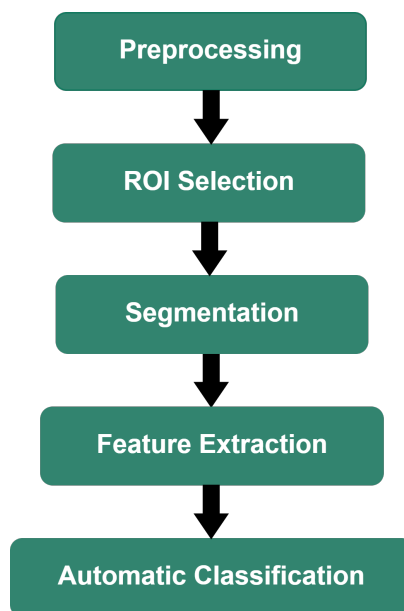 Preprocessing
ROI Selection
Segmentation
Feature Extraction
Automatic Classification